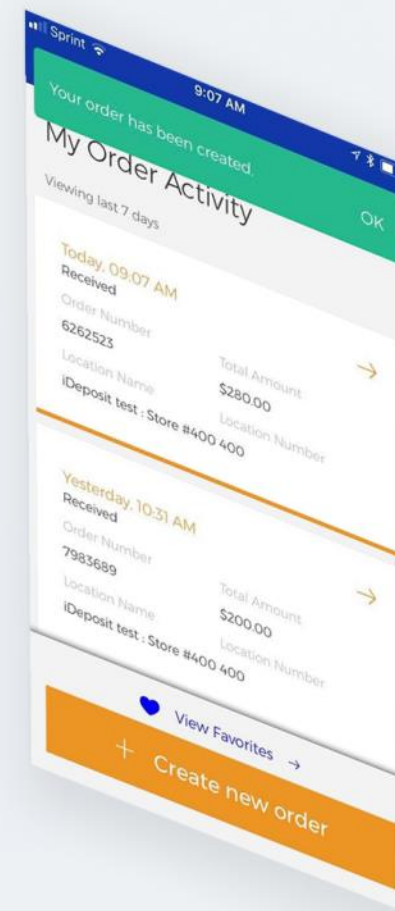 Sprint 9:07 AM
Your order has been created.
OK
My Order Activity
Viewing last 7 days
Today, 09.07 AM
Received
Order Number
6262523
Total Amount
$280.00
Location Name
iDeposit test : Store #400 400
Location Number
Yesterday, 10:31 AM
Received
Order Number
7983689
Total Amount
$200.00
Location Name
iDeposit test : Store #400 400
Location Number
View Favorites →
+ Create new order